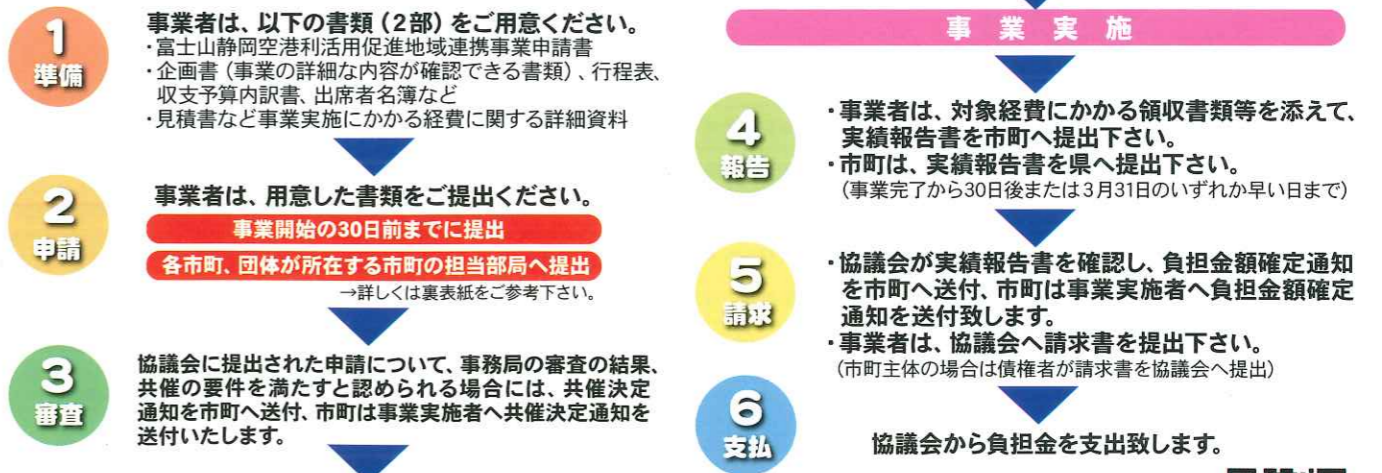 1
準備
事業者は、以下の書類(2部)をご用意ください。
・富士山静岡空港利活用促進地域連携事業申請書
・企画書(事業の詳細な内容が確認できる書類)、行程表、
収支予算内訳書、出席者名簿など
・見積書など事業実施にかかる経費に関する詳細資料
2
申請
事業者は、用意した書類をご提出ください。
事業開始の30日前までに提出
各市町、団体が所在する市町の担当部局へ提出
→詳しくは裏表紙をご参考下さい。
3
審査
協議会に提出された申請について、事務局の審査の結果、
共催の要件を満たすと認められる場合には、共催決定
通知を市町へ送付、市町は事業実施者へ共催決定通知を
送付いたします。
事業実施
4
報告
・事業者は、対象経費にかかる領収書類等を添えて、
実績報告書を市町へ提出下さい。
・市町は、実績報告書を県へ提出下さい。
(事業完了から30日後または3月31日のいずれか早い日まで)
5
請求
・協議会が実績報告書を確認し、負担金額確定通知
を市町へ送付、市町は事業実施者へ負担金額確定
通知を送付致します。
・事業者は、協議会へ請求書を提出下さい。
(市町主体の場合は債権者が請求書を協議会へ提出)
6
支払
協議会から負担金を支出致します。